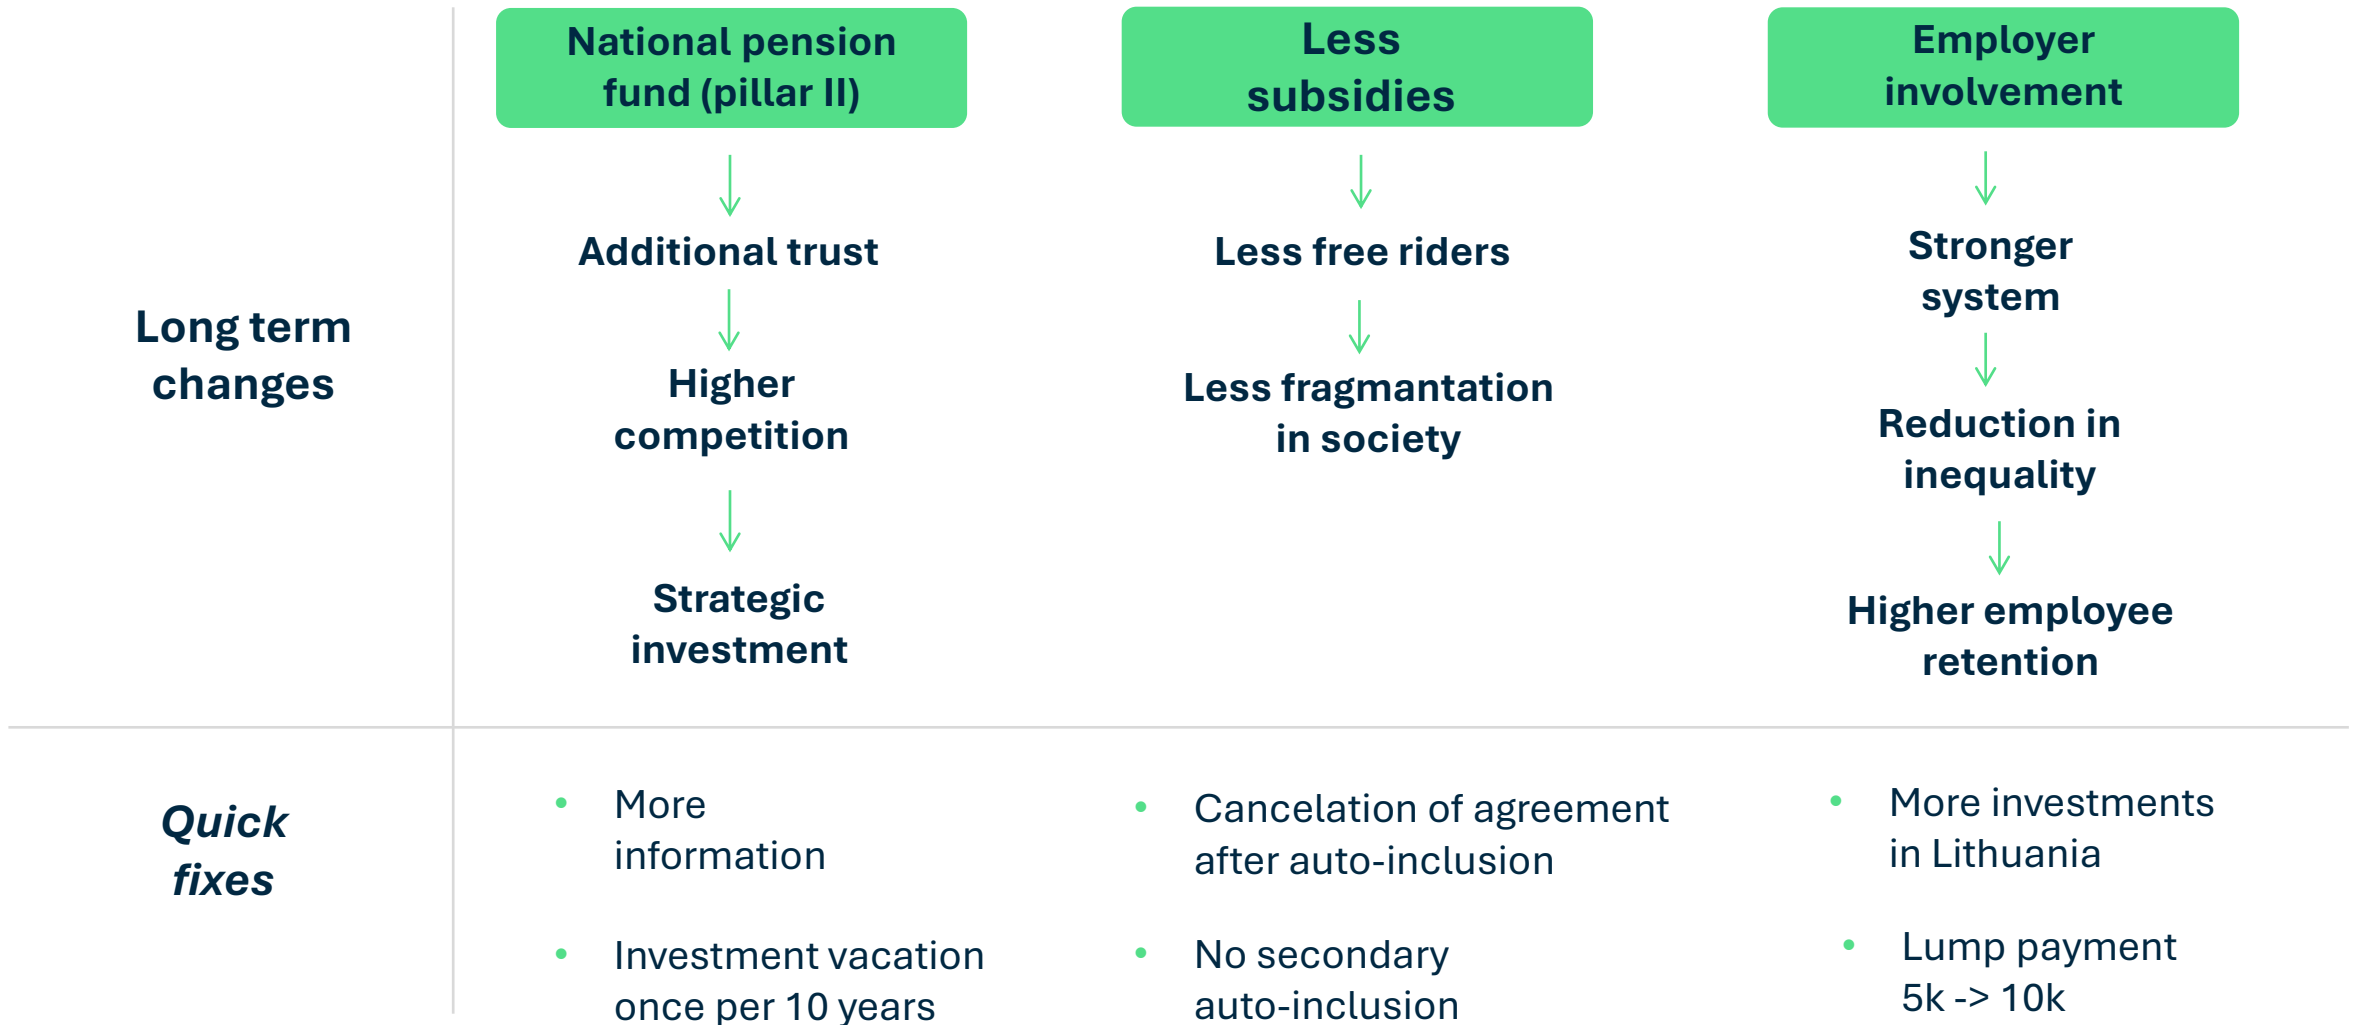 National pension
fund (pillar II)
Less
subsidies
Employer
involvement
Long term
changes
Additional trust
Higher
competition
Strategic
investment
Less free riders
Less fragmantation
in society
Stronger
system
Reduction in
inequality
Higher employee
retention
Quick
fixes
• More
information
• Investment vacation
once per 10 years
• Cancelation of agreement
after auto-inclusion
• No secondary
auto-inclusion
• More investments
in Lithuania
• Lump payment
5k -> 10k